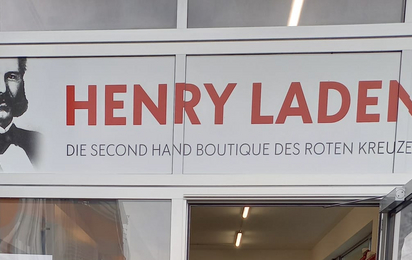 HENRY LADEN
DIE SECOND HAND BOUTIQUE DES ROTEN KREUZE